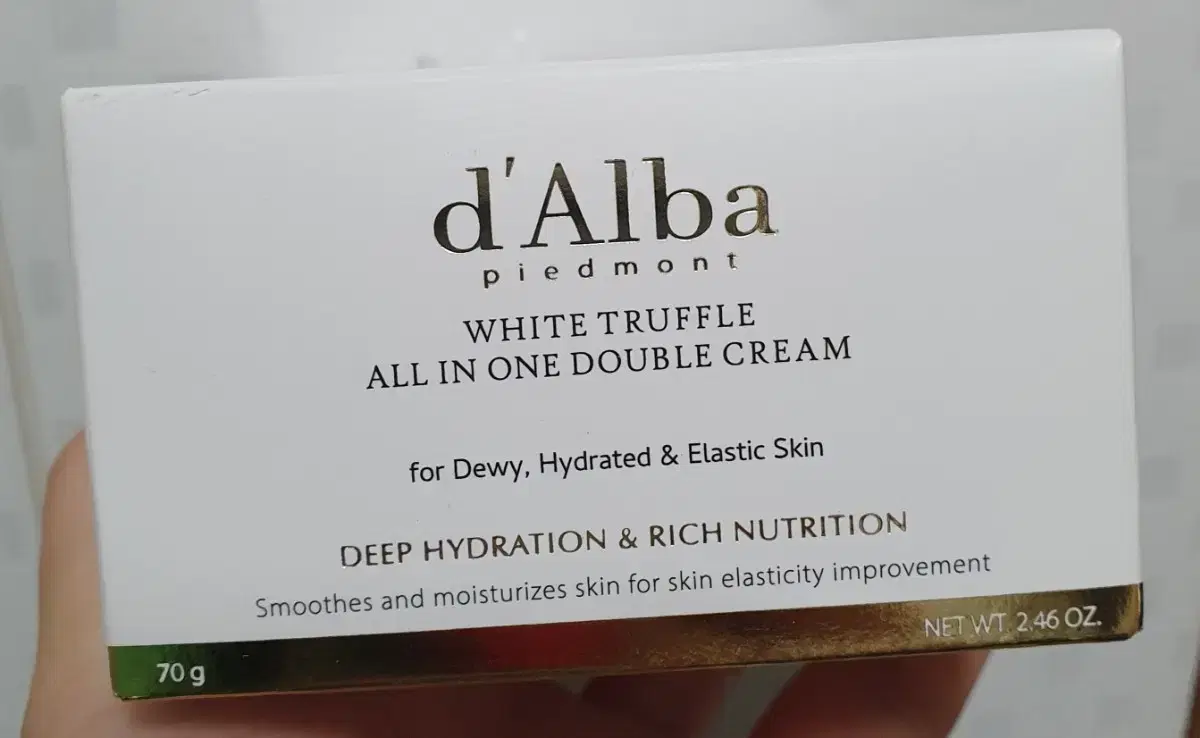 d'Alba
piedmont
WHITE TRUFFLE
ALL IN ONE DOUBLE CREAM
for Dewy, Hydrated & Elastic Skin
DEEP HYDRATION & RICH NUTRITION
Smoothes and moisturizes skin for skin elasticity improvement
70 g
NET WT. 2.46 OZ.